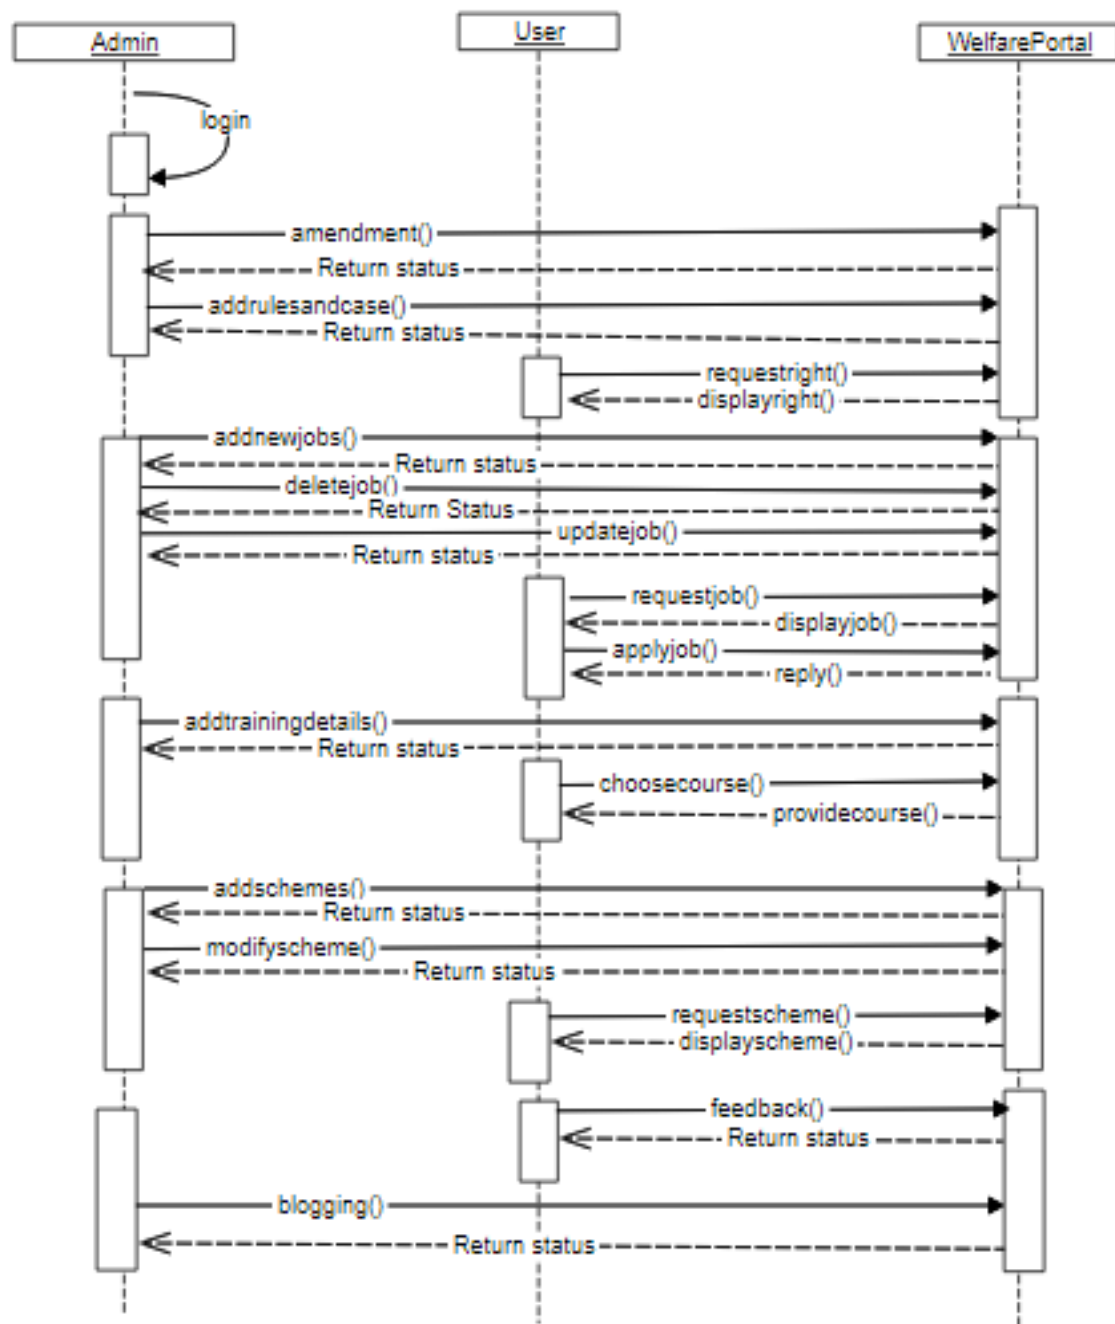 Admin
User
WelfarePortal
login
amendment()
Return status
addrulesandcase()
Return status
requestright()
displayright()
addnewjobs()
Return status
deletejob()
Return Status
updatejob()
Return status
requestjob()
displayjob()
applyjob()
reply()
addtrainingdetails()
Return status
choosecourse()
providecourse()
addschemes()
Return status
modifyscheme()
Return status
requestscheme()
displayscheme()
feedback()
Return status
blogging()
Return status